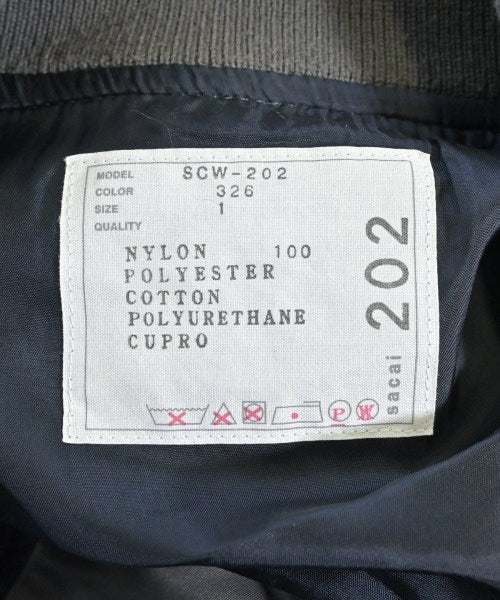 MODEL SCW-202
COLOR 326
SIZE 1
QUALITY
NYLON 100
POLYESTER
COTTON
POLYURETHANE
CUPRO
P W
sacai 202